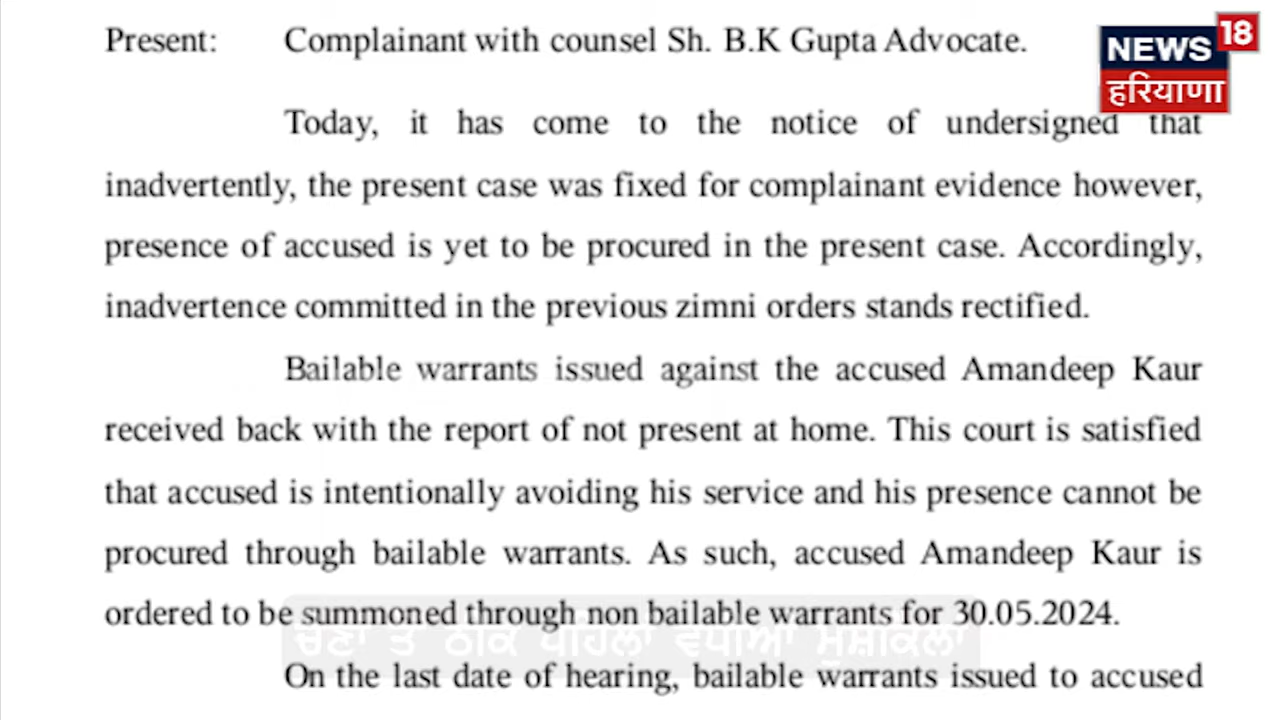 Present: Complainant with counsel Sh. B.K Gupta Advocate.
NEWS 18
हरियाणा
Today, it has come to the notice of undersigned that
inadvertently, the present case was fixed for complainant evidence however,
presence of accused is yet to be procured in the present case. Accordingly,
inadvertence committed in the previous zimni orders stands rectified.
Bailable warrants issued against the accused Amandeep Kaur
received back with the report of not present at home. This court is satisfied
that accused is intentionally avoiding his service and his presence cannot be
procured through bailable warrants. As such, accused Amandeep Kaur is
ordered to be summoned through non bailable warrants for 30.05.2024.
On the last date of hearing, bailable warrants issued to accused